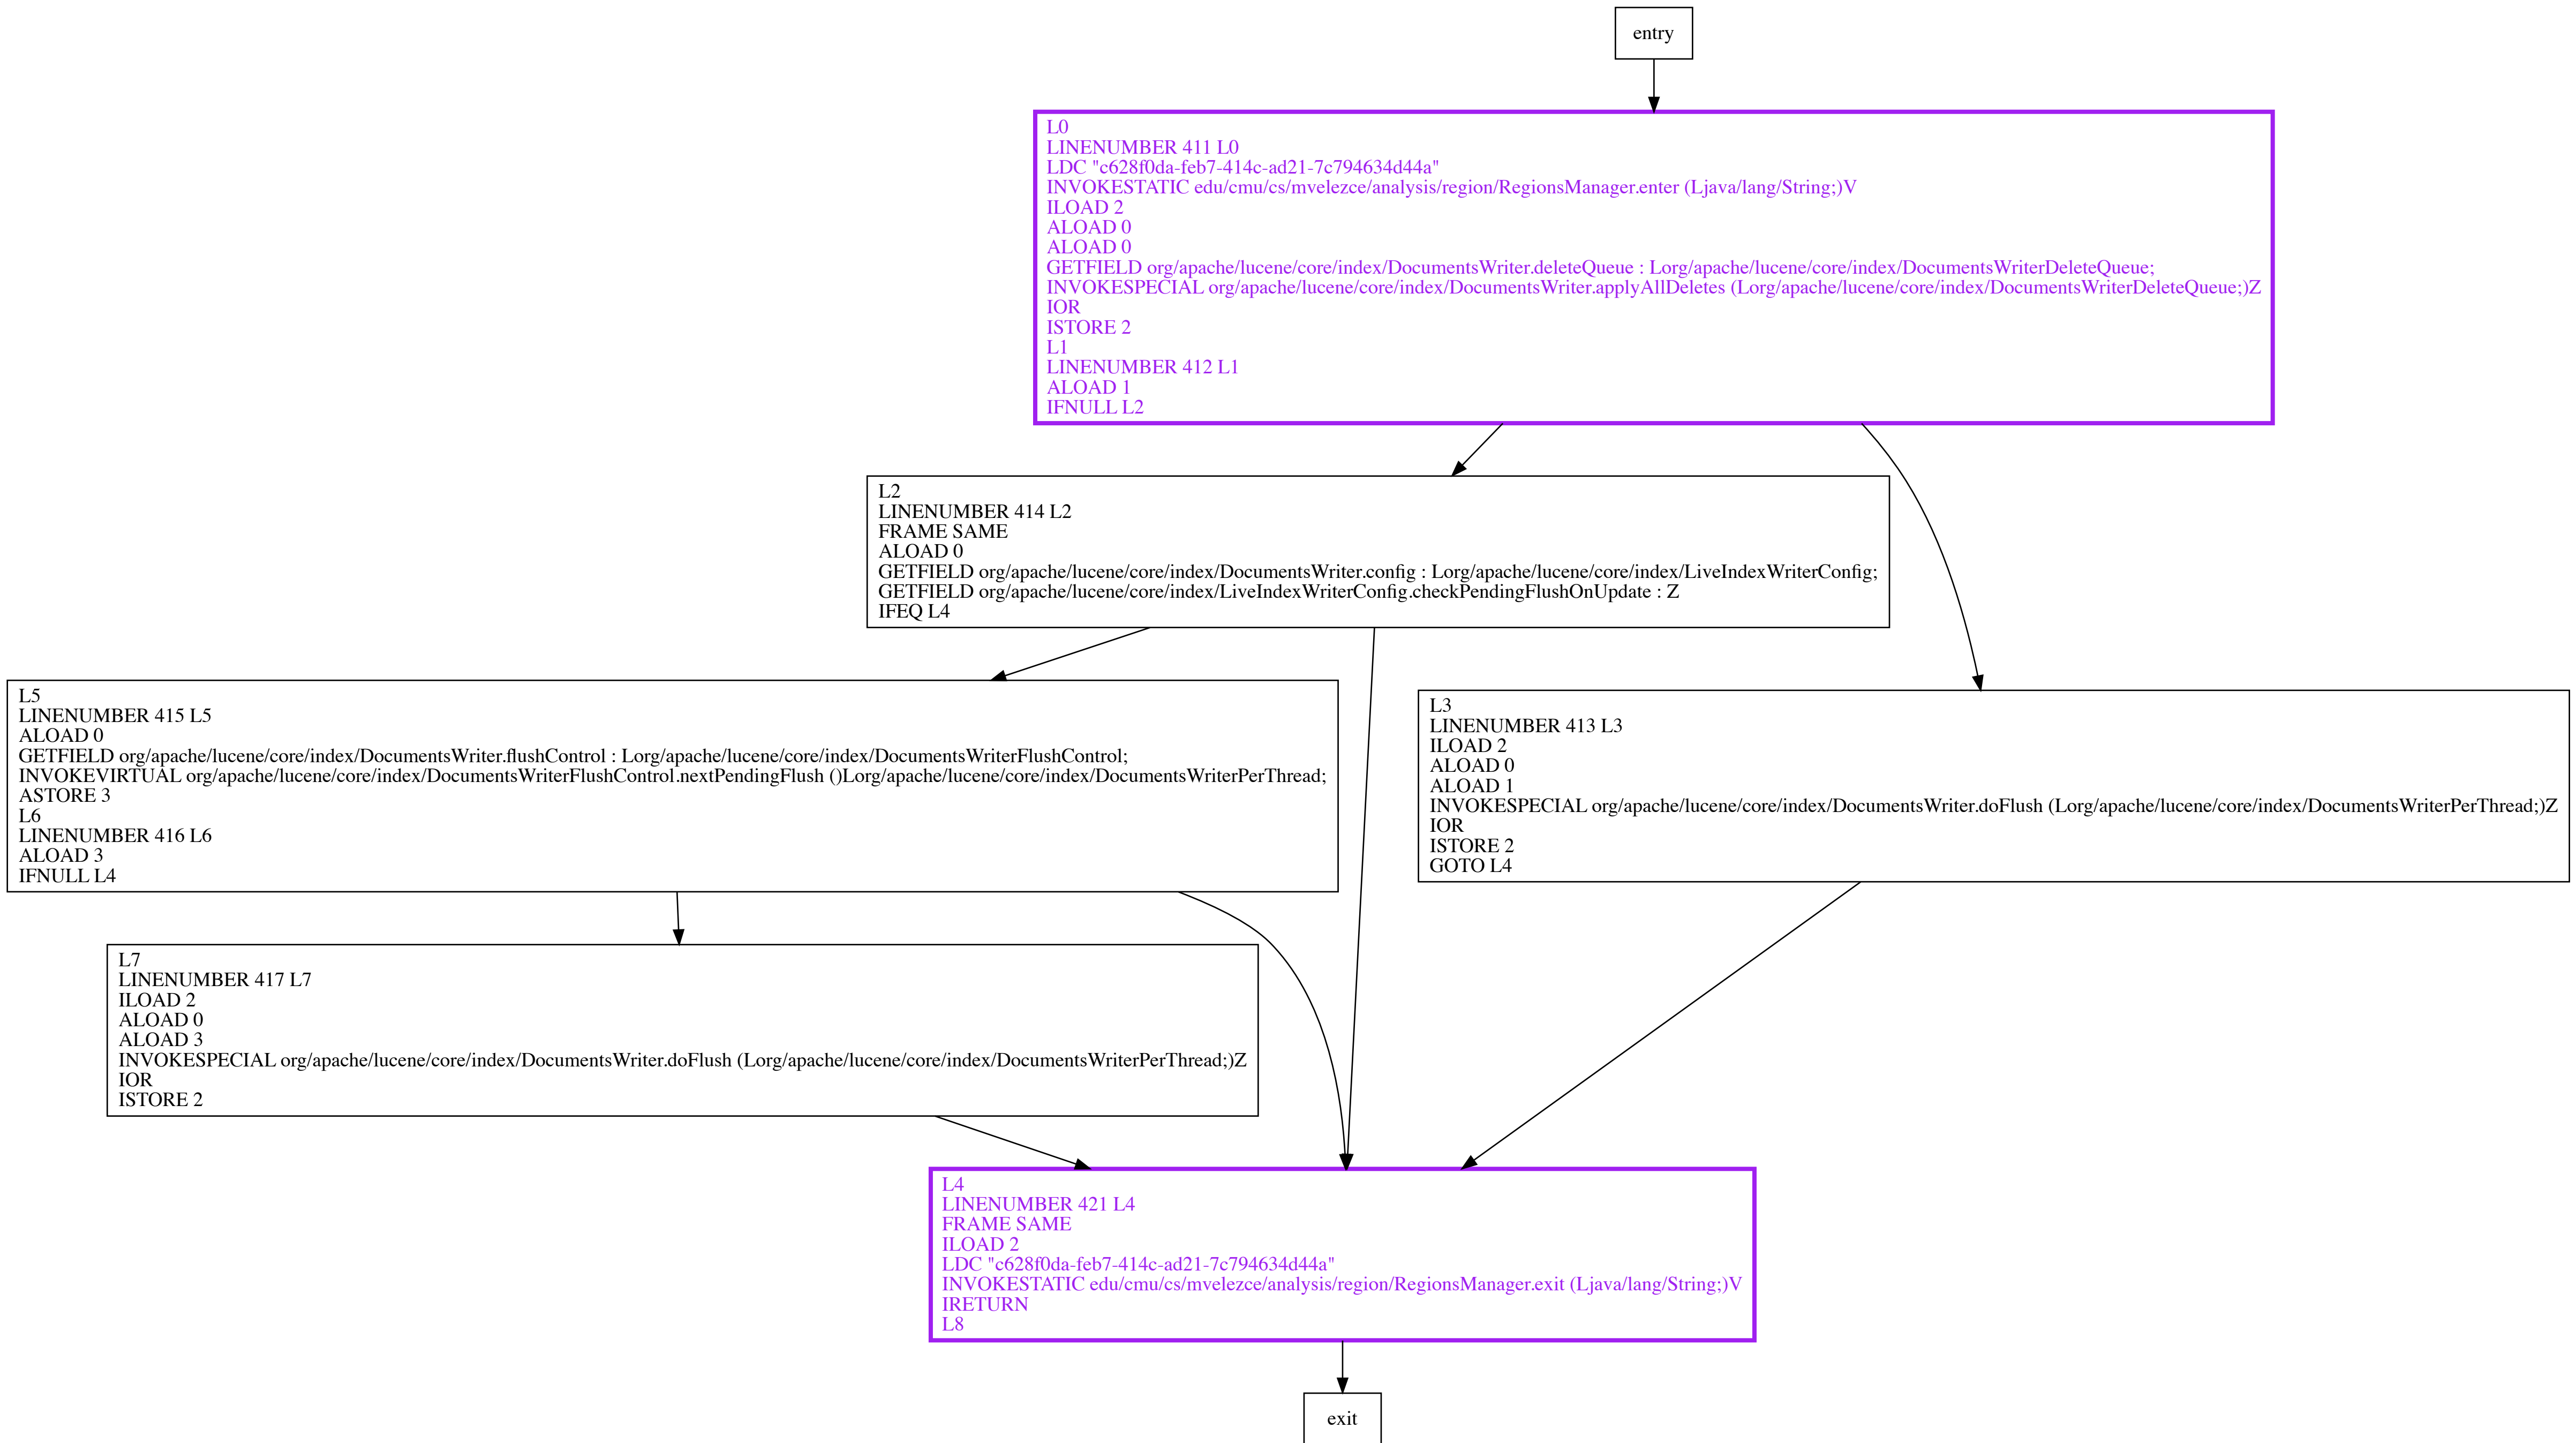 entry
L0
LINENUMBER 411 L0
LDC "c628f0da-feb7-414c-ad21-7c794634d44a"
INVOKESTATIC edu/cmu/cs/mvelezce/analysis/region/RegionsManager.enter (Ljava/lang/String;)V
ILOAD 2
ALOAD 0
ALOAD 0
GETFIELD org/apache/lucene/core/index/DocumentsWriter.deleteQueue : Lorg/apache/lucene/core/index/DocumentsWriterDeleteQueue;
INVOKESPECIAL org/apache/lucene/core/index/DocumentsWriter.applyAllDeletes (Lorg/apache/lucene/core/index/DocumentsWriterDeleteQueue;)Z
IOR
ISTORE 2
L1
LINENUMBER 412 L1
ALOAD 1
IFNULL L2
L2
LINENUMBER 414 L2
FRAME SAME
ALOAD 0
GETFIELD org/apache/lucene/core/index/DocumentsWriter.config : Lorg/apache/lucene/core/index/LiveIndexWriterConfig;
GETFIELD org/apache/lucene/core/index/LiveIndexWriterConfig.checkPendingFlushOnUpdate : Z
IFEQ L4
L5
LINENUMBER 415 L5
ALOAD 0
GETFIELD org/apache/lucene/core/index/DocumentsWriter.flushControl : Lorg/apache/lucene/core/index/DocumentsWriterFlushControl;
INVOKEVIRTUAL org/apache/lucene/core/index/DocumentsWriterFlushControl.nextPendingFlush ()Lorg/apache/lucene/core/index/DocumentsWriterPerThread;
ASTORE 3
L6
LINENUMBER 416 L6
ALOAD 3
IFNULL L4
L3
LINENUMBER 413 L3
ILOAD 2
ALOAD 0
ALOAD 1
INVOKESPECIAL org/apache/lucene/core/index/DocumentsWriter.doFlush (Lorg/apache/lucene/core/index/DocumentsWriterPerThread;)Z
IOR
ISTORE 2
GOTO L4
L7
LINENUMBER 417 L7
ILOAD 2
ALOAD 0
ALOAD 3
INVOKESPECIAL org/apache/lucene/core/index/DocumentsWriter.doFlush (Lorg/apache/lucene/core/index/DocumentsWriterPerThread;)Z
IOR
ISTORE 2
L4
LINENUMBER 421 L4
FRAME SAME
ILOAD 2
LDC "c628f0da-feb7-414c-ad21-7c794634d44a"
INVOKESTATIC edu/cmu/cs/mvelezce/analysis/region/RegionsManager.exit (Ljava/lang/String;)V
IRETURN
L8
exit